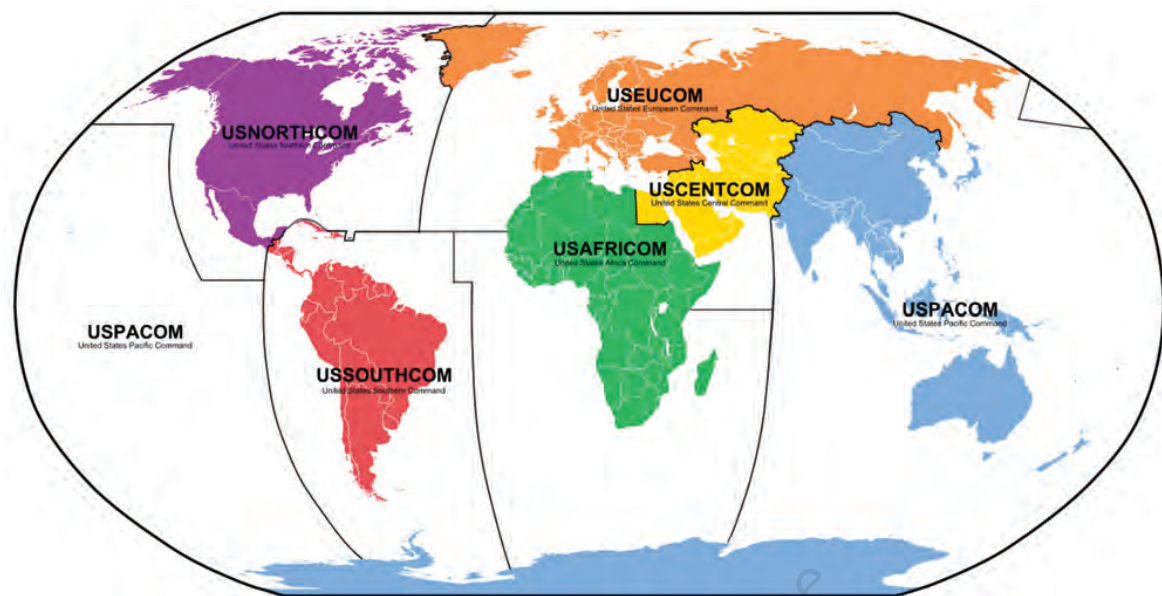 USEUCOM
United States European Command
USNORTHCOM
United States Northern Command
USCENTCOM
United States Central Command
USAFRICOM
United States Africa Command
USPACOM
United States Pacific Command
USPACOM
United States Pacific Command
USSOUTHCOM
United States Southern Command
e